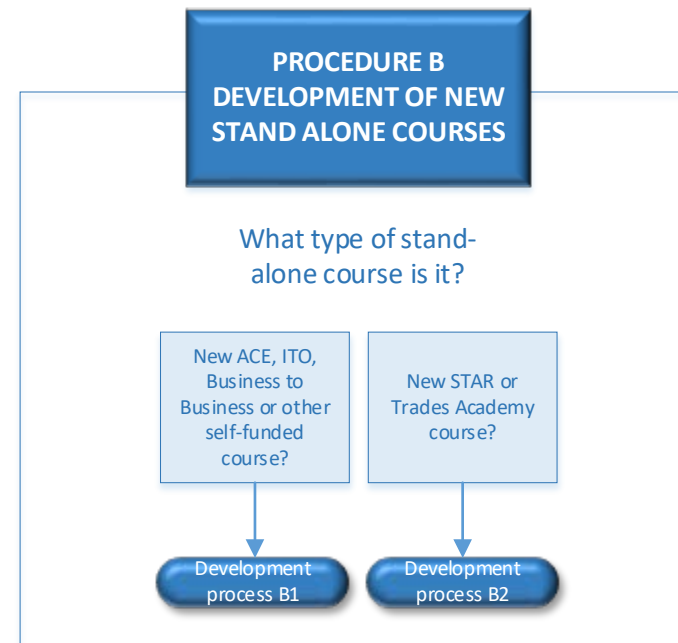 PROCEDURE B
DEVELOPMENT OF NEW
STAND ALONE COURSES
What type of stand-
alone course is it?
New ACE, ITO,
Business to
Business or other
self-funded
course?
New STAR or
Trades Academy
course?
Development
process B1
Development
process B2